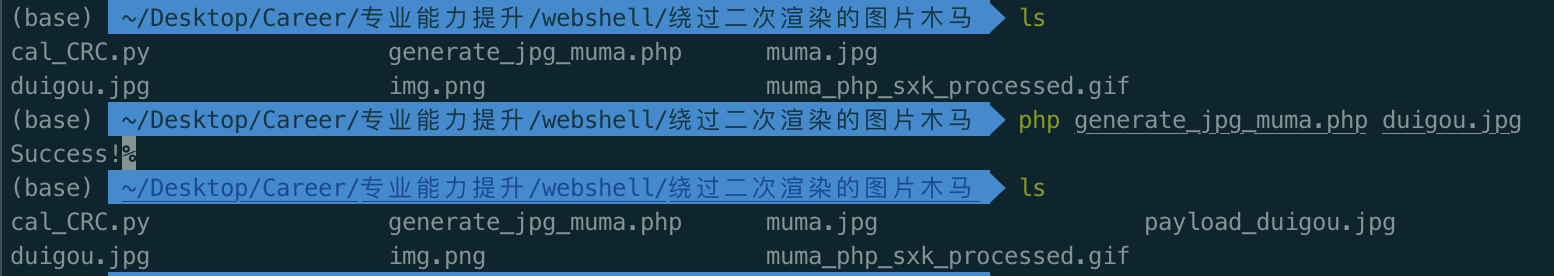 (base) ~/Desktop/Career/专业能力提升/webshell/绕过二次渲染的图片木马 ls
cal_CRC.py generate_jpg_muma.php muma.jpg
duigou.jpg img.png muma_php_sxk_processed.gif
(base) ~/Desktop/Career/专业能力提升/webshell/绕过二次渲染的图片木马 php generate_jpg_muma.php duigou.jpg
Success!%
(base) ~/Desktop/Career/专业能力提升/webshell/绕过二次渲染的图片木马 ls
cal_CRC.py generate_jpg_muma.php muma.jpg payload_duigou.jpg
duigou.jpg img.png muma_php_sxk_processed.gif